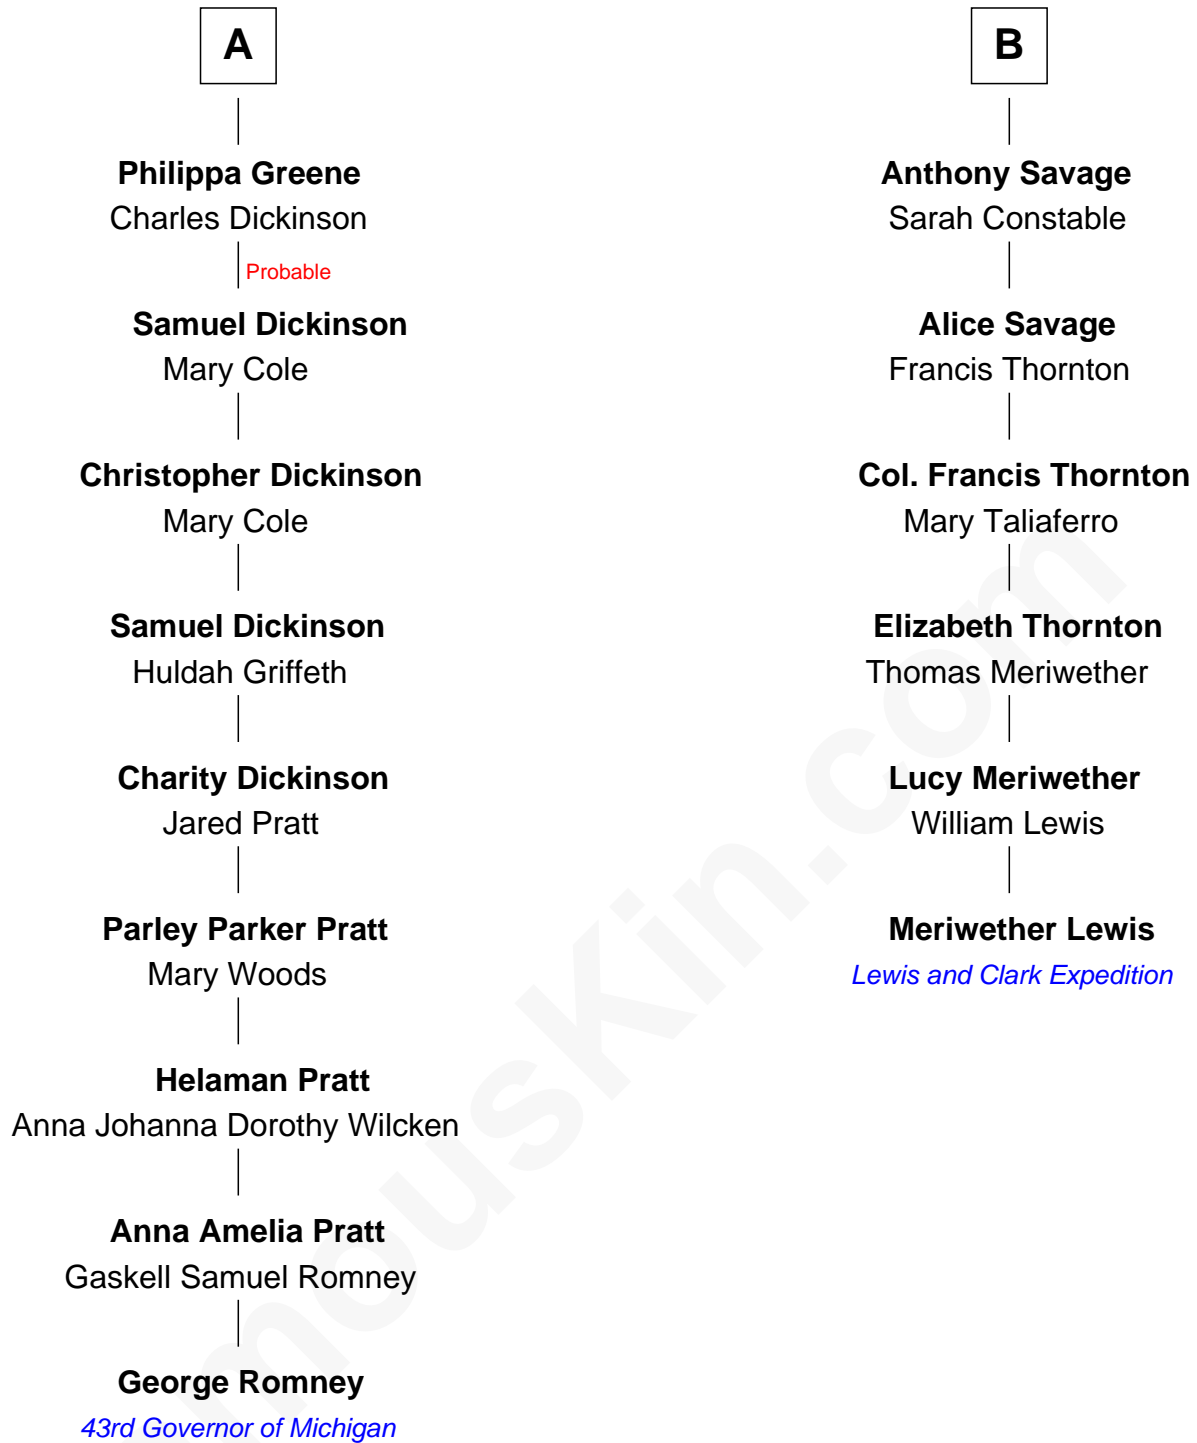 A
Philippa Greene
Charles Dickinson
Probable
Samuel Dickinson
Mary Cole
Christopher Dickinson
Mary Cole
Samuel Dickinson
Huldah Griffeth
Charity Dickinson
Jared Pratt
Parley Parker Pratt
Mary Woods
Helaman Pratt
Anna Johanna Dorothy Wilcken
Anna Amelia Pratt
Gaskell Samuel Romney
George Romney
43rd Governor of Michigan
B
Anthony Savage
Sarah Constable
Alice Savage
Francis Thornton
Col. Francis Thornton
Mary Taliaferro
Elizabeth Thornton
Thomas Meriwether
Lucy Meriwether
William Lewis
Meriwether Lewis
Lewis and Clark Expedition
mouskin.com